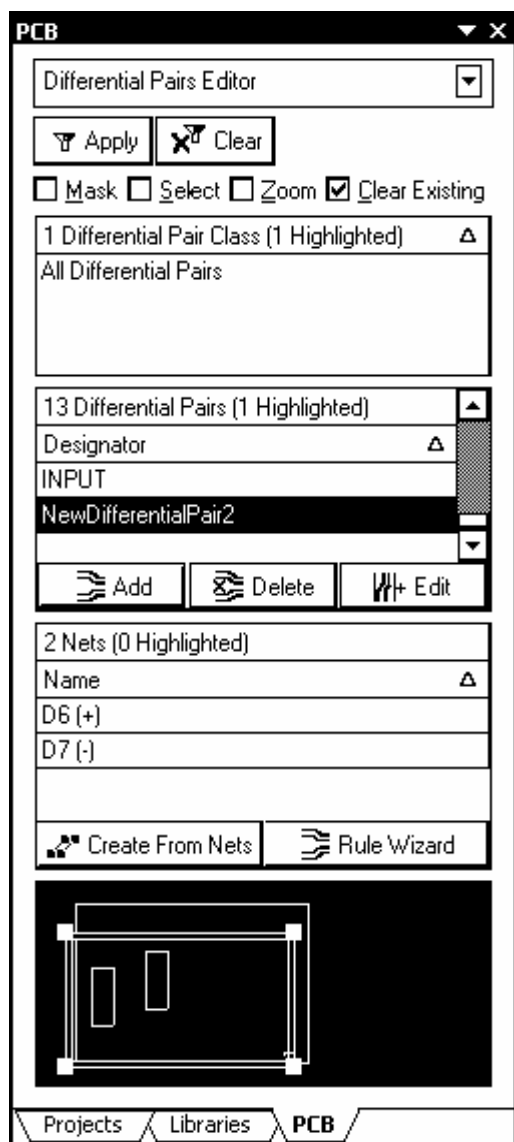 PCB
Differential Pairs Editor
Apply Clear
Mask Select Zoom Clear Existing
1 Differential Pair Class (1 Highlighted)
All Differential Pairs
13 Differential Pairs (1 Highlighted)
Designator
INPUT
NewDifferentialPair2
Add Delete Edit
2 Nets (0 Highlighted)
Name
D6 (+)
D7 (-)
Create From Nets Rule Wizard
Projects Libraries PCB